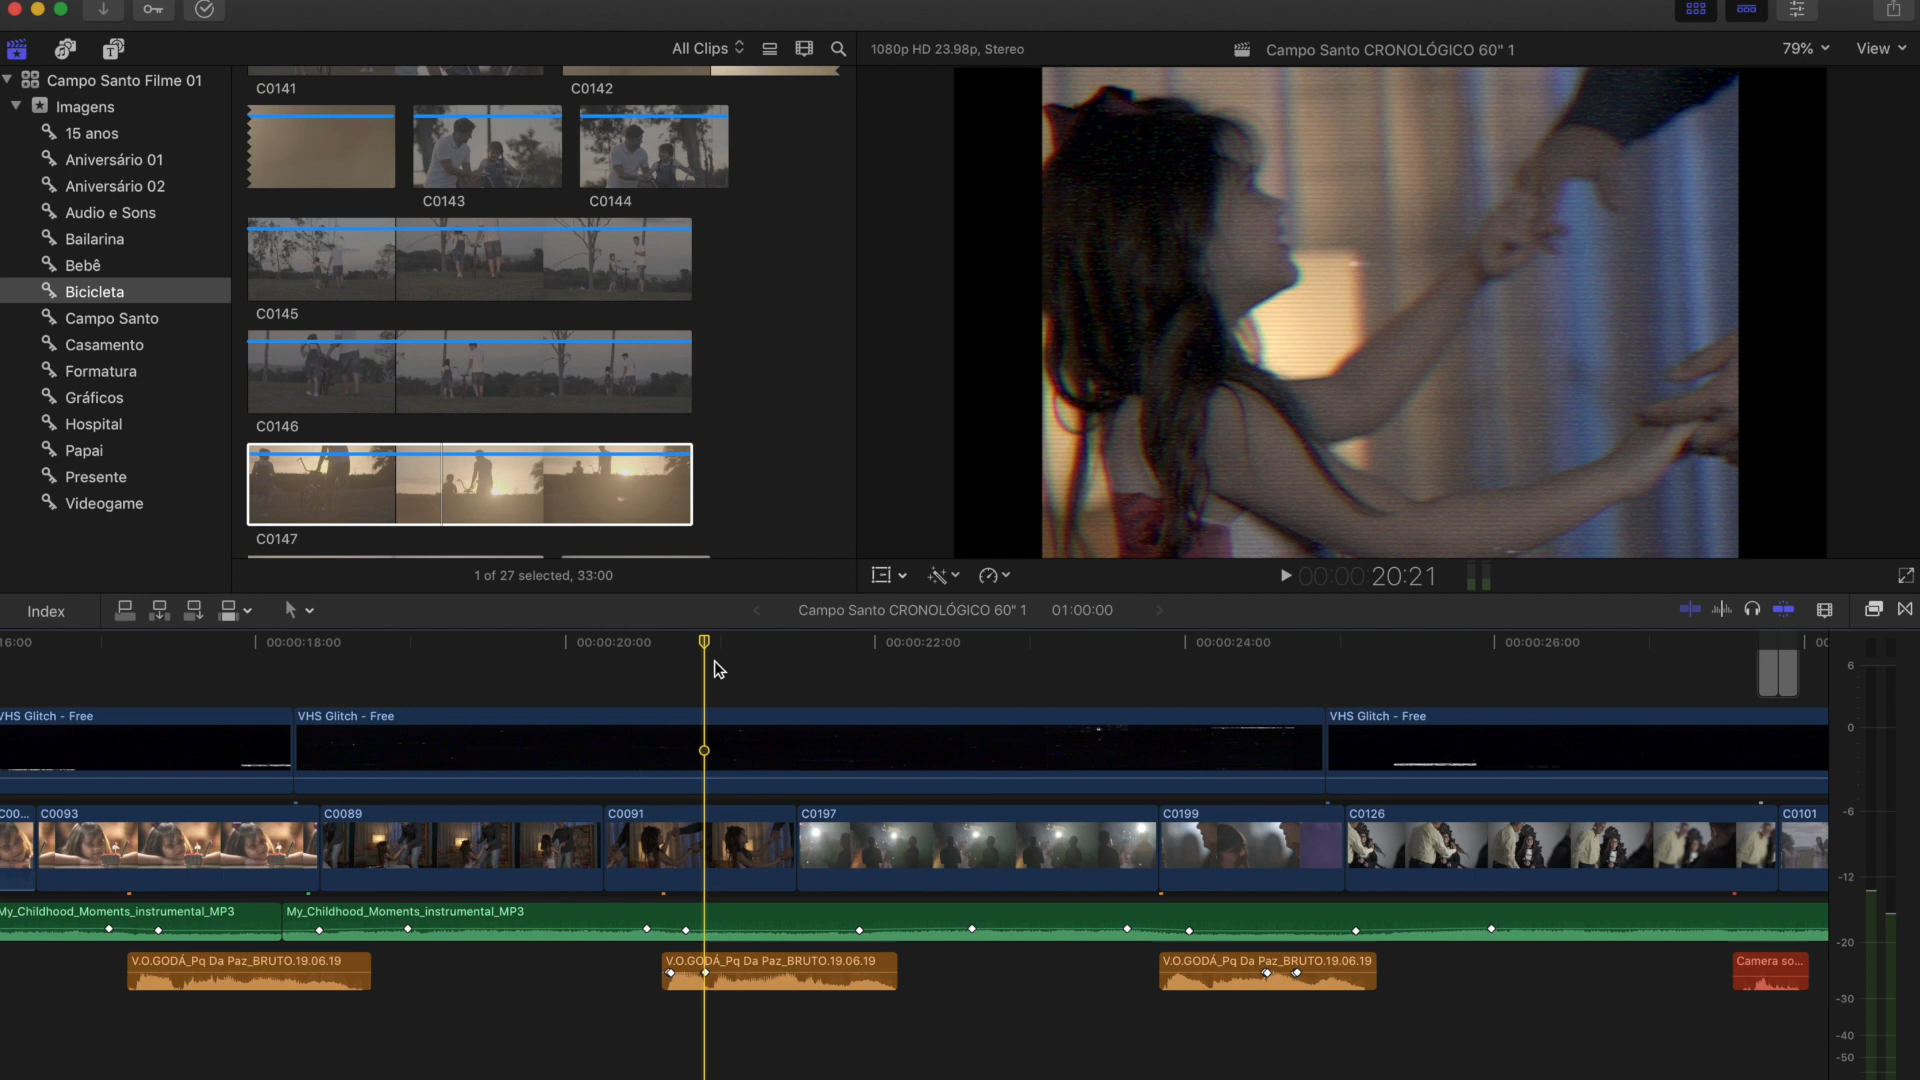 All Clips
1080p HD 23.98p, Stereo
Campo Santo CRONOLÓGICO 60" 1
79%
View
Campo Santo Filme 01
Imagens
15 anos
Aniversário 01
Aniversário 02
Audio e Sons
Bailarina
Bebê
Bicicleta
Campo Santo
Casamento
Formatura
Gráficos
Hospital
Papai
Presente
Videogame
C0141
C0142
C0143
C0144
C0145
C0146
C0147
1 of 27 selected, 33:00
00:00:20:21
Index
Campo Santo CRONOLÓGICO 60" 1
01:00:00
16:00
00:00:18:00
00:00:20:00
00:00:22:00
00:00:24:00
00:00:26:00
00
VHS Glitch - Free
VHS Glitch - Free
VHS Glitch - Free
C00...
C0093
C0089
C0091
C0197
C0199
C0126
C0101
My_Childhood_Moments_instrumental_MP3
My_Childhood_Moments_instrumental_MP3
V.O.GODÁ_Pq Da Paz_BRUTO.19.06.19
V.O.GODÁ_Pq Da Paz_BRUTO.19.06.19
V.O.GODÁ_Pq Da Paz_BRUTO.19.06.19
Camera so...
6
0
-6
-12
-20
-30
-40
-50